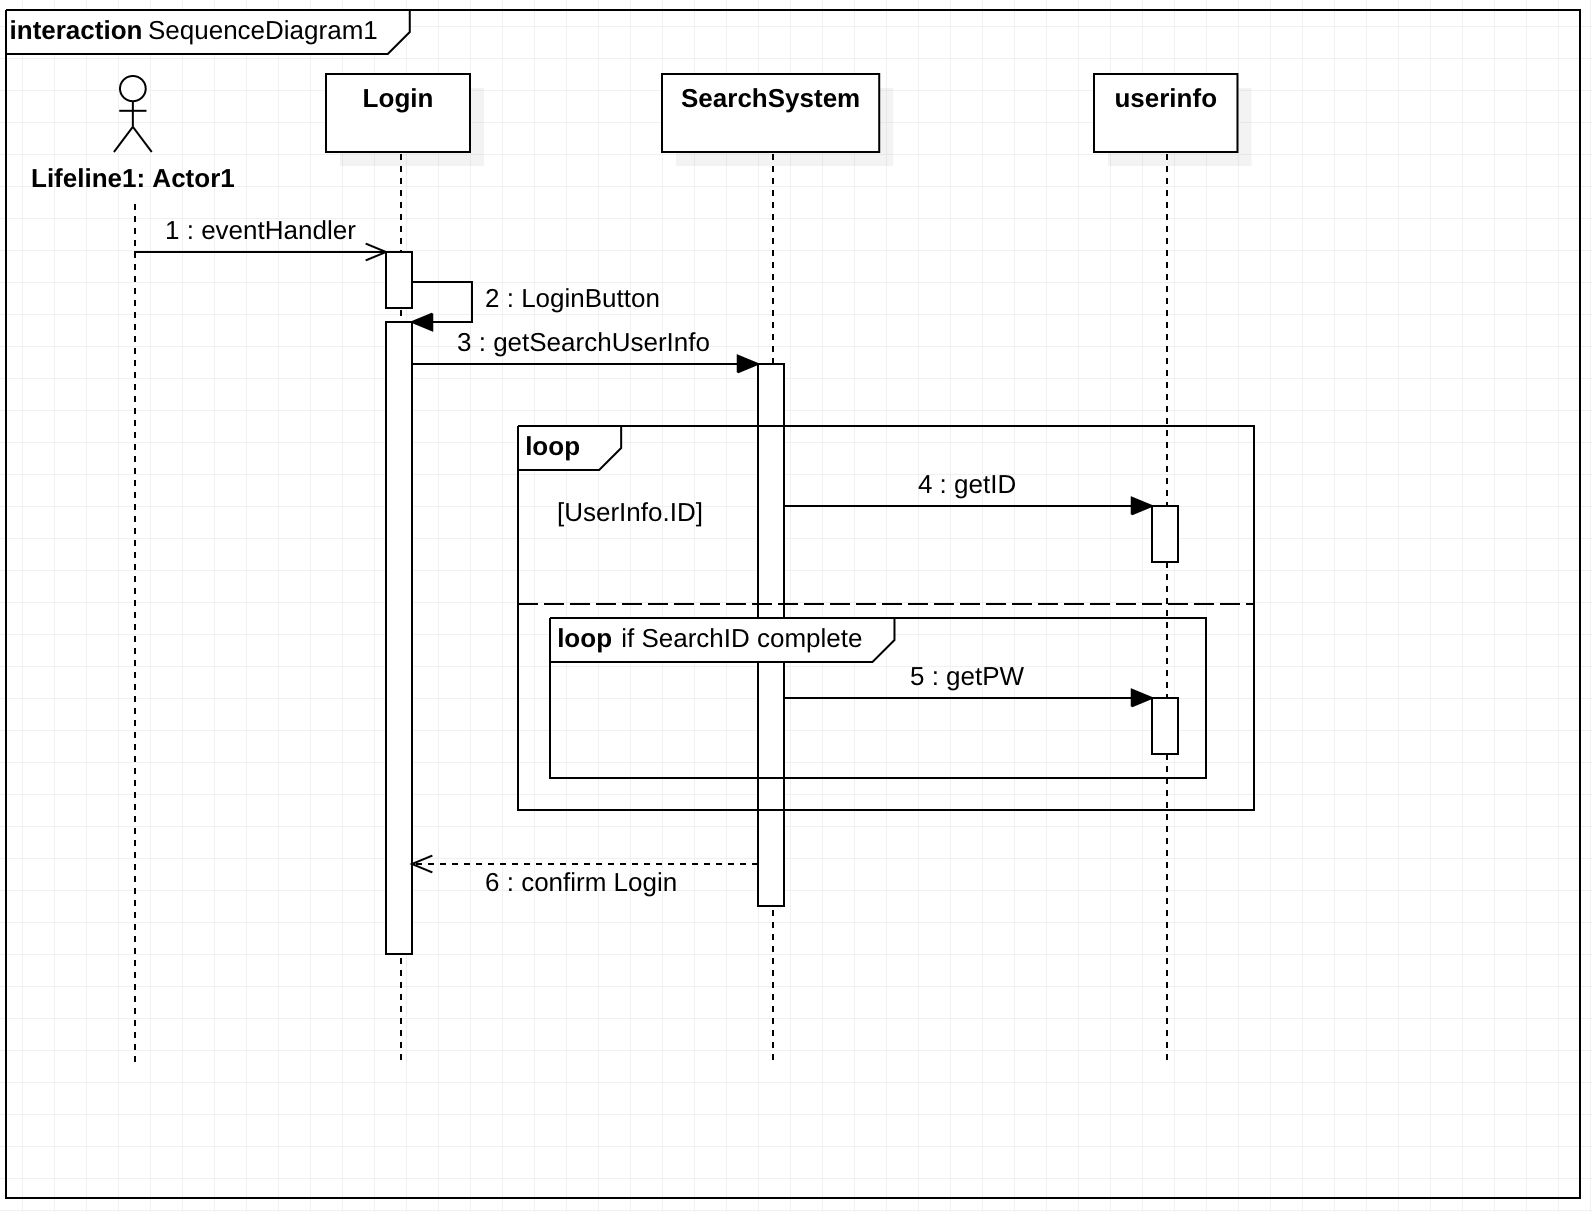 interaction SequenceDiagram1
Lifeline1: Actor1
Login
SearchSystem
userinfo
1 : eventHandler
2 : LoginButton
3 : getSearchUserInfo
loop
[UserInfo.ID]
4 : getID
loop if SearchID complete
5 : getPW
6 : confirm Login